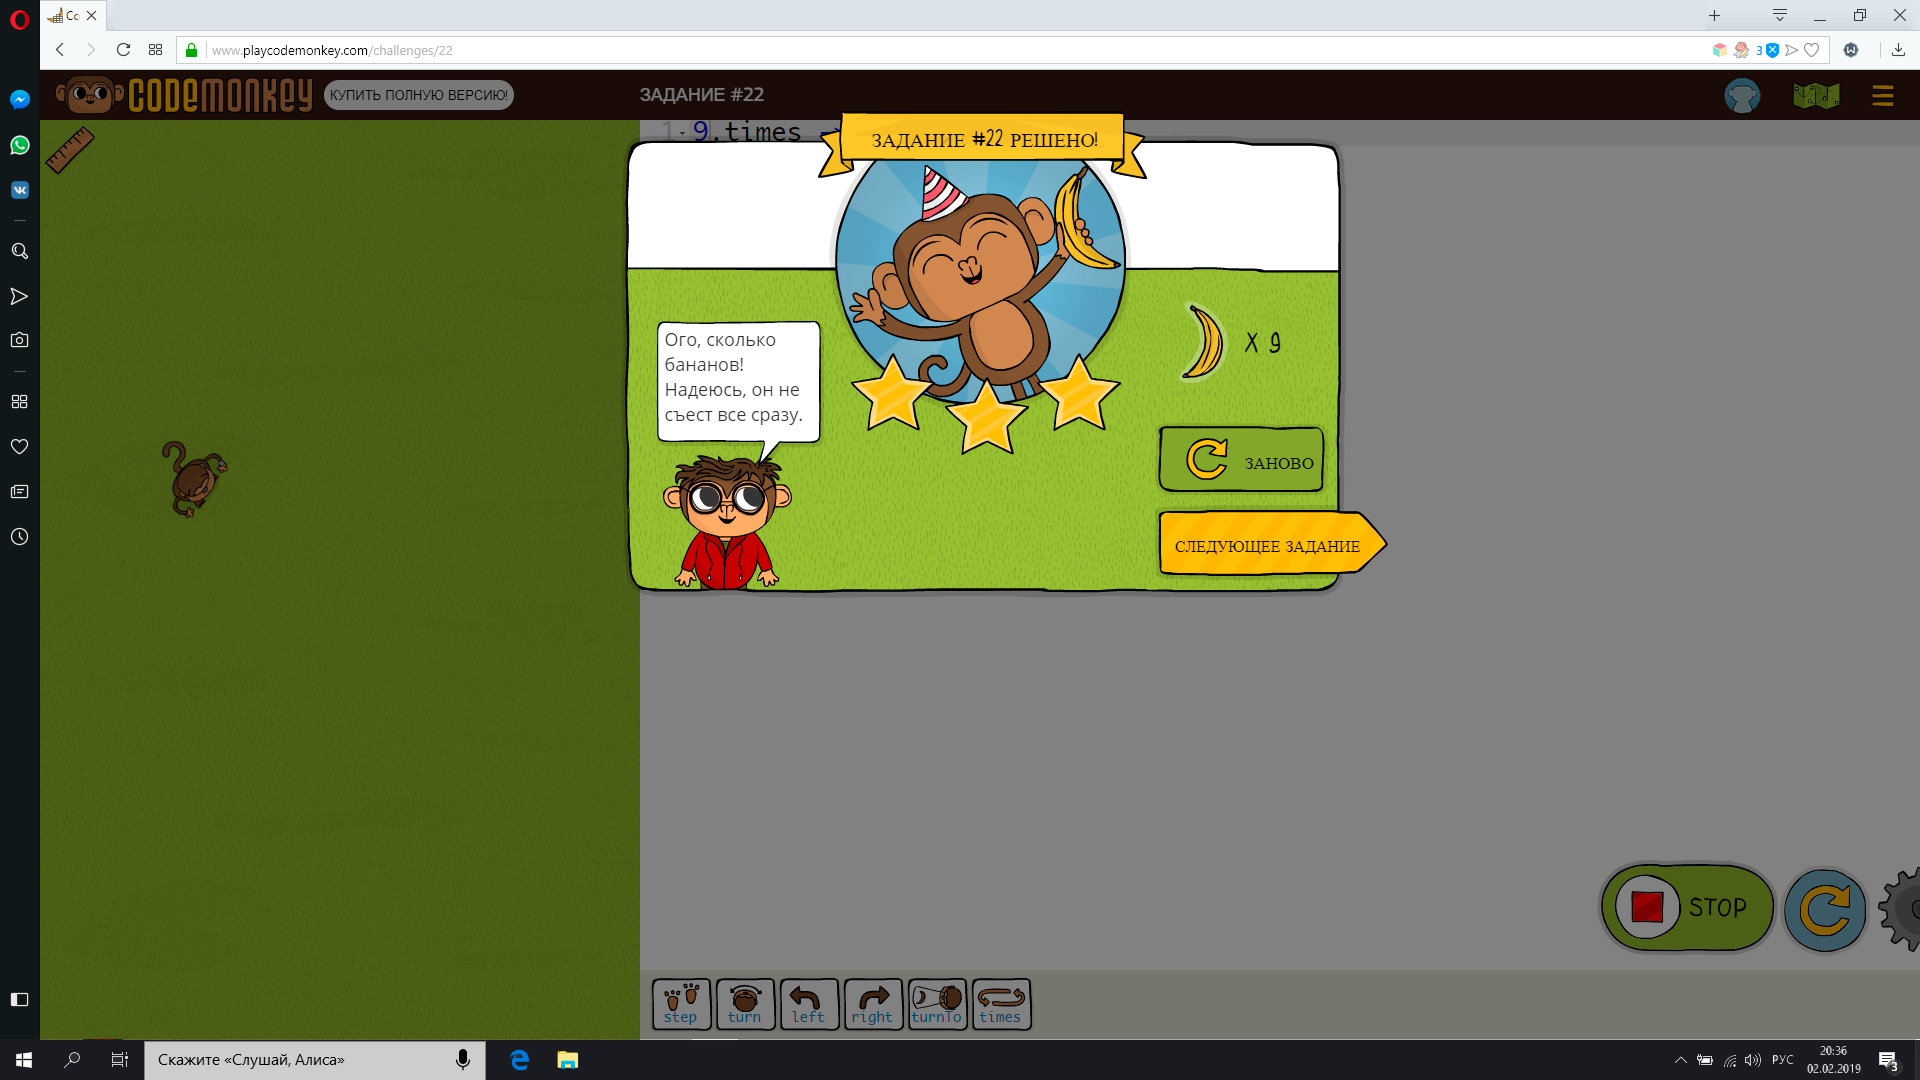 Co
www.playcodemonkey.com/challenges/22
3
CODEMONKEY
КУПИТЬ ПОЛНУЮ ВЕРСИЮ!
ЗАДАНИЕ #22
1 9.times
ЗАДАНИЕ #22 РЕШЕНО!
Ого, сколько
бананов!
Надеюсь, он не
съест все сразу.
X 9
ЗАНОВО
СЛЕДУЮЩЕЕ ЗАДАНИЕ
STOP
step
turn
left
right
turnTo
times
Скажите «Слушай, Алиса»
РУС
20:36
02.02.2019
3